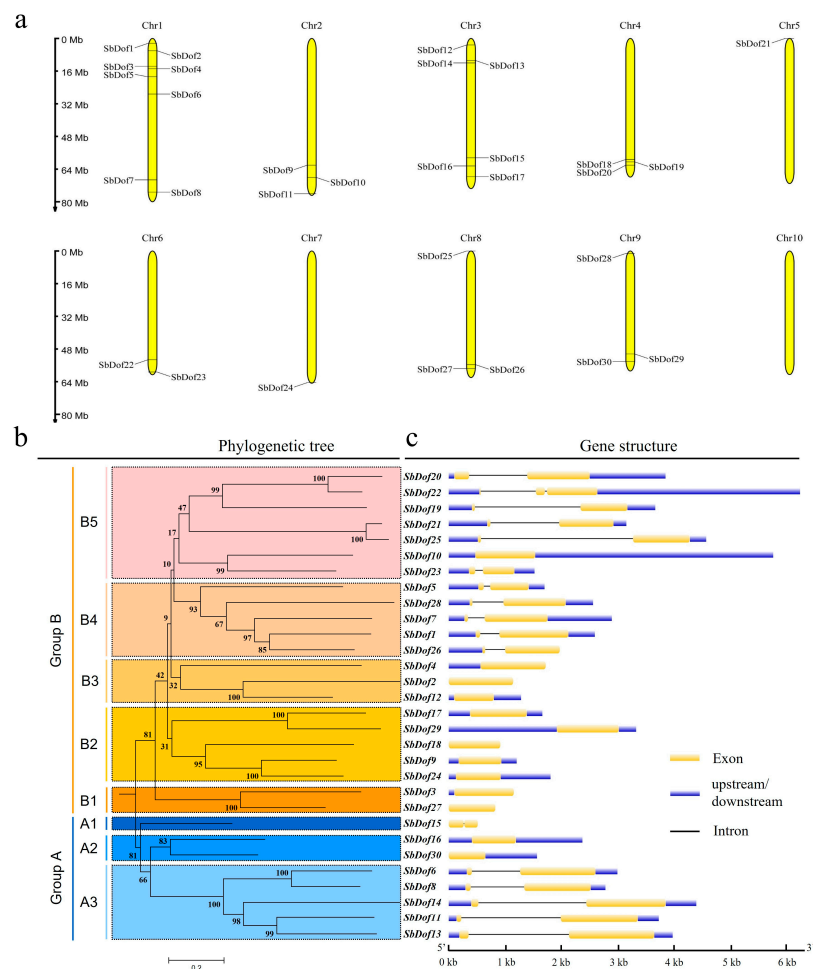 a
Chr1 Chr2 Chr3 Chr4 Chr5
0 Mb
16 Mb
32 Mb
48 Mb
64 Mb
80 Mb
SbDof1
SbDof2
SbDof3
SbDof4
SbDof5
SbDof6
SbDof7
SbDof8
SbDof9
SbDof10
SbDof11
SbDof12
SbDof13
SbDof14
SbDof15
SbDof16
SbDof17
SbDof18
SbDof19
SbDof20
SbDof21
Chr6 Chr7 Chr8 Chr9 Chr10
0 Mb
16 Mb
32 Mb
48 Mb
64 Mb
80 Mb
SbDof22
SbDof23
SbDof24
SbDof25
SbDof26
SbDof27
SbDof28
SbDof29
SbDof30
b Phylogenetic tree
c Gene structure
Group B
B5
B4
B3
B2
B1
Group A
A1
A2
A3
100
99
47
100
17
99
10
93
67
97
85
9
42
32
100
100
31
95
100
81
100
81
83
66
100
100
98
99
0.2
SbDof20
SbDof22
SbDof19
SbDof21
SbDof25
SbDof10
SbDof23
SbDof5
SbDof28
SbDof7
SbDof1
SbDof26
SbDof4
SbDof2
SbDof12
SbDof17
SbDof29
SbDof18
SbDof9
SbDof24
SbDof3
SbDof27
SbDof15
SbDof16
SbDof30
SbDof6
SbDof8
SbDof14
SbDof11
SbDof13
Exon
upstream/
downstream
Intron
5' 3'
0 kb 1 kb 2 kb 3 kb 4 kb 5 kb 6 kb